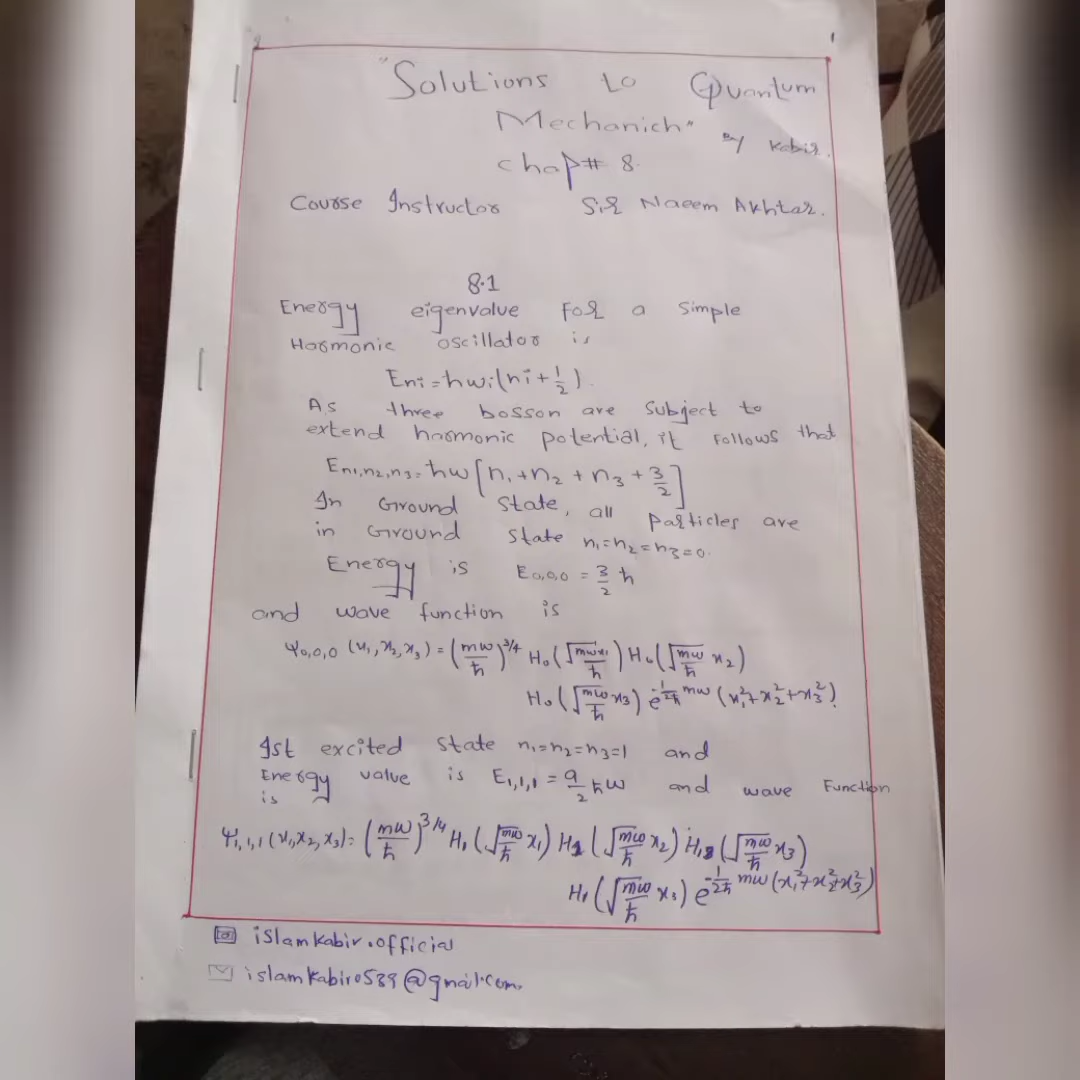 "Solutions to Quantum
Mechanich" By Kabir.
Chap# 8.
Course Instructor Sir Naeem Akhtar.
8.1
Energy eigenvalue For a Simple
Harmonic oscillator is
Eni = ħwi(ni + 1/2).
As three bosson are Subject to
extend harmonic potential, it follows that
En1,n2,n3 = ħw[n1 + n2 + n3 + 3/2]
In Ground State, all particles are
in Ground State n1=n2=n3=0.
Energy is E0,0,0 = 3/2 ħ
and wave function is
Ψ0,0,0 (x1,x2,x3) = (mω/ħ)^3/4 H0(√mωx1/ħ) H0(√mω/ħ x2)
H0(√mω/ħ x3) e^-1/2ħ mω (x1²+x2²+x3²)
Ist excited State n1=n2=n3=1 and
Energy value is E1,1,1 = 9/2 ħω and wave Function
is
Ψ1,1,1 (x1,x2,x3) = (mω/ħ)^3/4 H1(√mω/ħ x1) H1(√mω/ħ x2) H1(√mω/ħ x3)
H1(√mω/ħ x3) e^-1/2ħ mω (x1²+x2²+x3²)
islamkabir.official
islamkabir0539@gmail.com